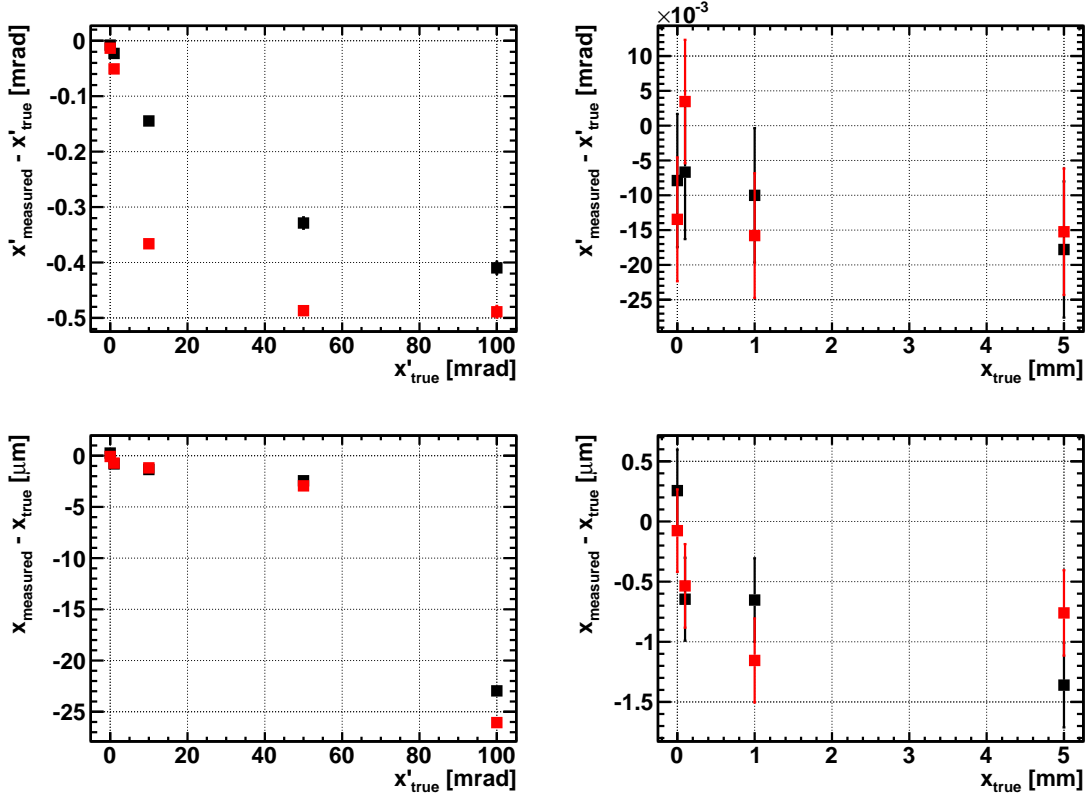 x'measured - x'true [mrad]
0
-0.1
-0.2
-0.3
-0.4
-0.5
0 20 40 60 80 100
x'true [mrad]
×10-3
x'measured - x'true [mrad]
10
5
0
-5
-10
-15
-20
-25
0 1 2 3 4 5
xtrue [mm]
xmeasured - xtrue [μm]
0
-5
-10
-15
-20
-25
0 20 40 60 80 100
x'true [mrad]
xmeasured - xtrue [μm]
0.5
0
-0.5
-1
-1.5
0 1 2 3 4 5
xtrue [mm]